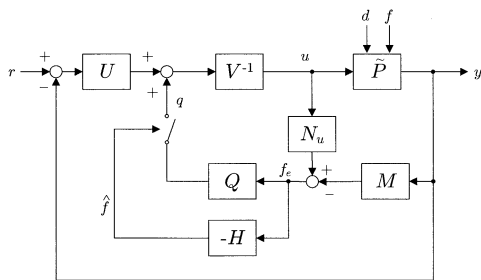 d f
r + − U + + V⁻¹ u P̃ y
q
N_u
f̂ Q f_e + − M
-H